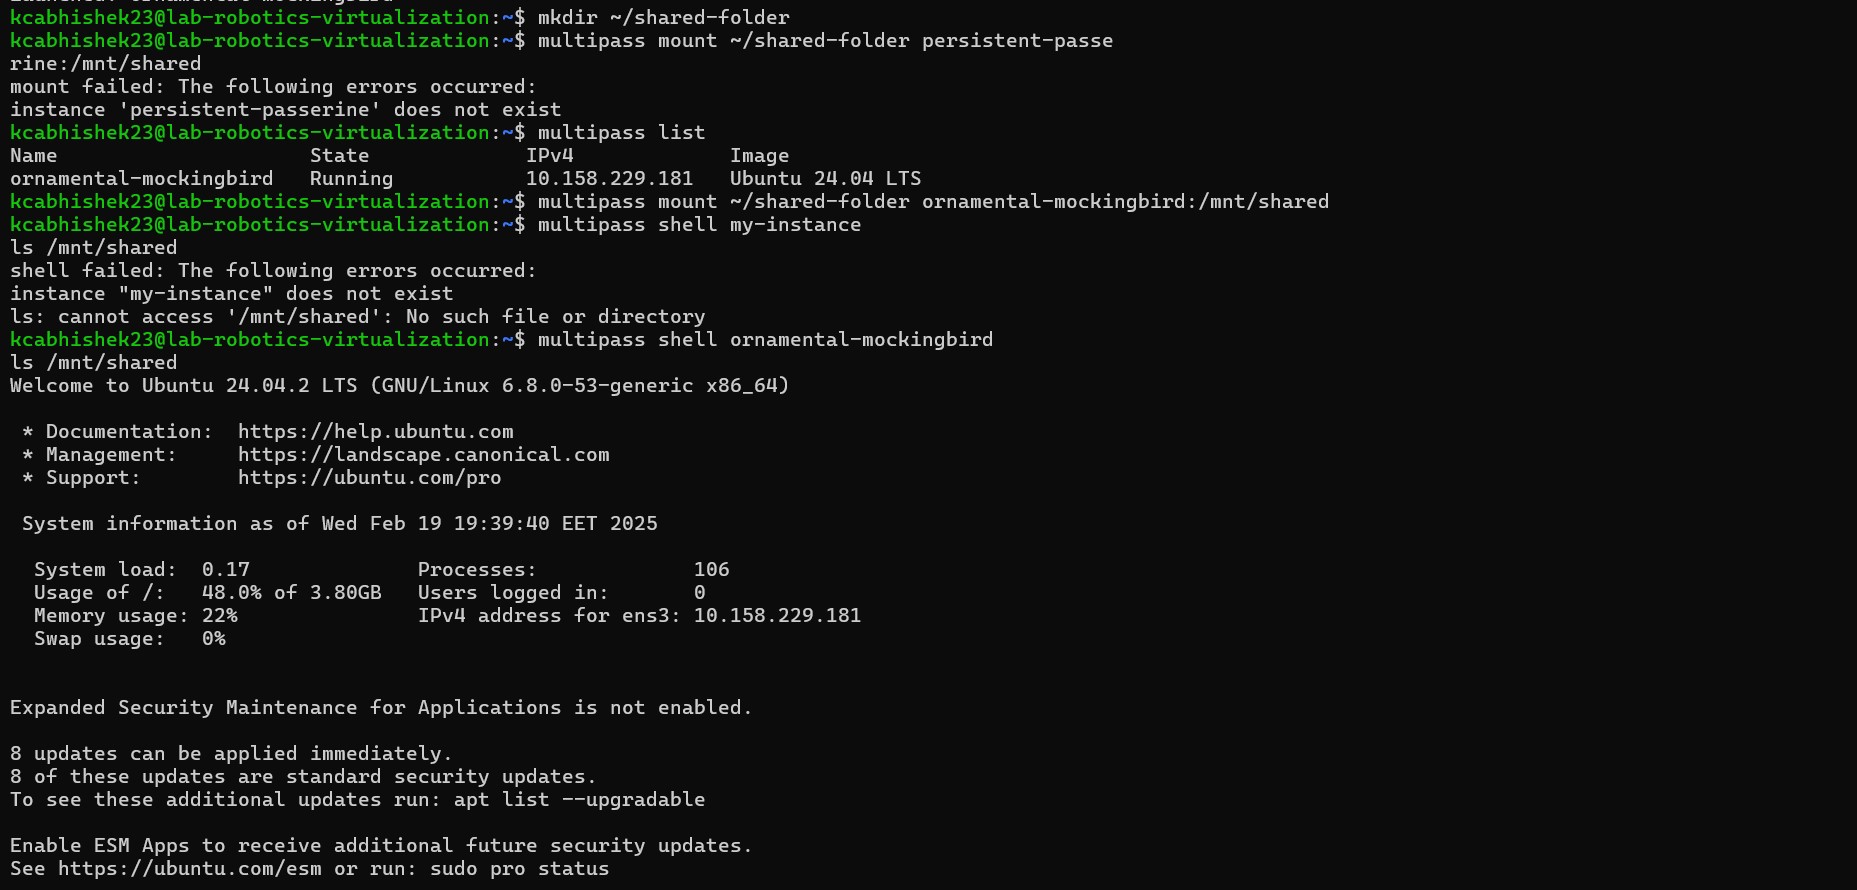 kcabhishek23@lab-robotics-virtualization:~$ mkdir ~/shared-folder
kcabhishek23@lab-robotics-virtualization:~$ multipass mount ~/shared-folder persistent-passe
rine:/mnt/shared
mount failed: The following errors occurred:
instance 'persistent-passerine' does not exist
kcabhishek23@lab-robotics-virtualization:~$ multipass list
Name                     State             IPv4             Image
ornamental-mockingbird   Running           10.158.229.181   Ubuntu 24.04 LTS
kcabhishek23@lab-robotics-virtualization:~$ multipass mount ~/shared-folder ornamental-mockingbird:/mnt/shared
kcabhishek23@lab-robotics-virtualization:~$ multipass shell my-instance
ls /mnt/shared
shell failed: The following errors occurred:
instance "my-instance" does not exist
ls: cannot access '/mnt/shared': No such file or directory
kcabhishek23@lab-robotics-virtualization:~$ multipass shell ornamental-mockingbird
ls /mnt/shared
Welcome to Ubuntu 24.04.2 LTS (GNU/Linux 6.8.0-53-generic x86_64)

 * Documentation:  https://help.ubuntu.com
 * Management:     https://landscape.canonical.com
 * Support:        https://ubuntu.com/pro

 System information as of Wed Feb 19 19:39:40 EET 2025

  System load:  0.17              Processes:             106
  Usage of /:   48.0% of 3.80GB   Users logged in:       0
  Memory usage: 22%               IPv4 address for ens3: 10.158.229.181
  Swap usage:   0%

Expanded Security Maintenance for Applications is not enabled.

8 updates can be applied immediately.
8 of these updates are standard security updates.
To see these additional updates run: apt list --upgradable

Enable ESM Apps to receive additional future security updates.
See https://ubuntu.com/esm or run: sudo pro status